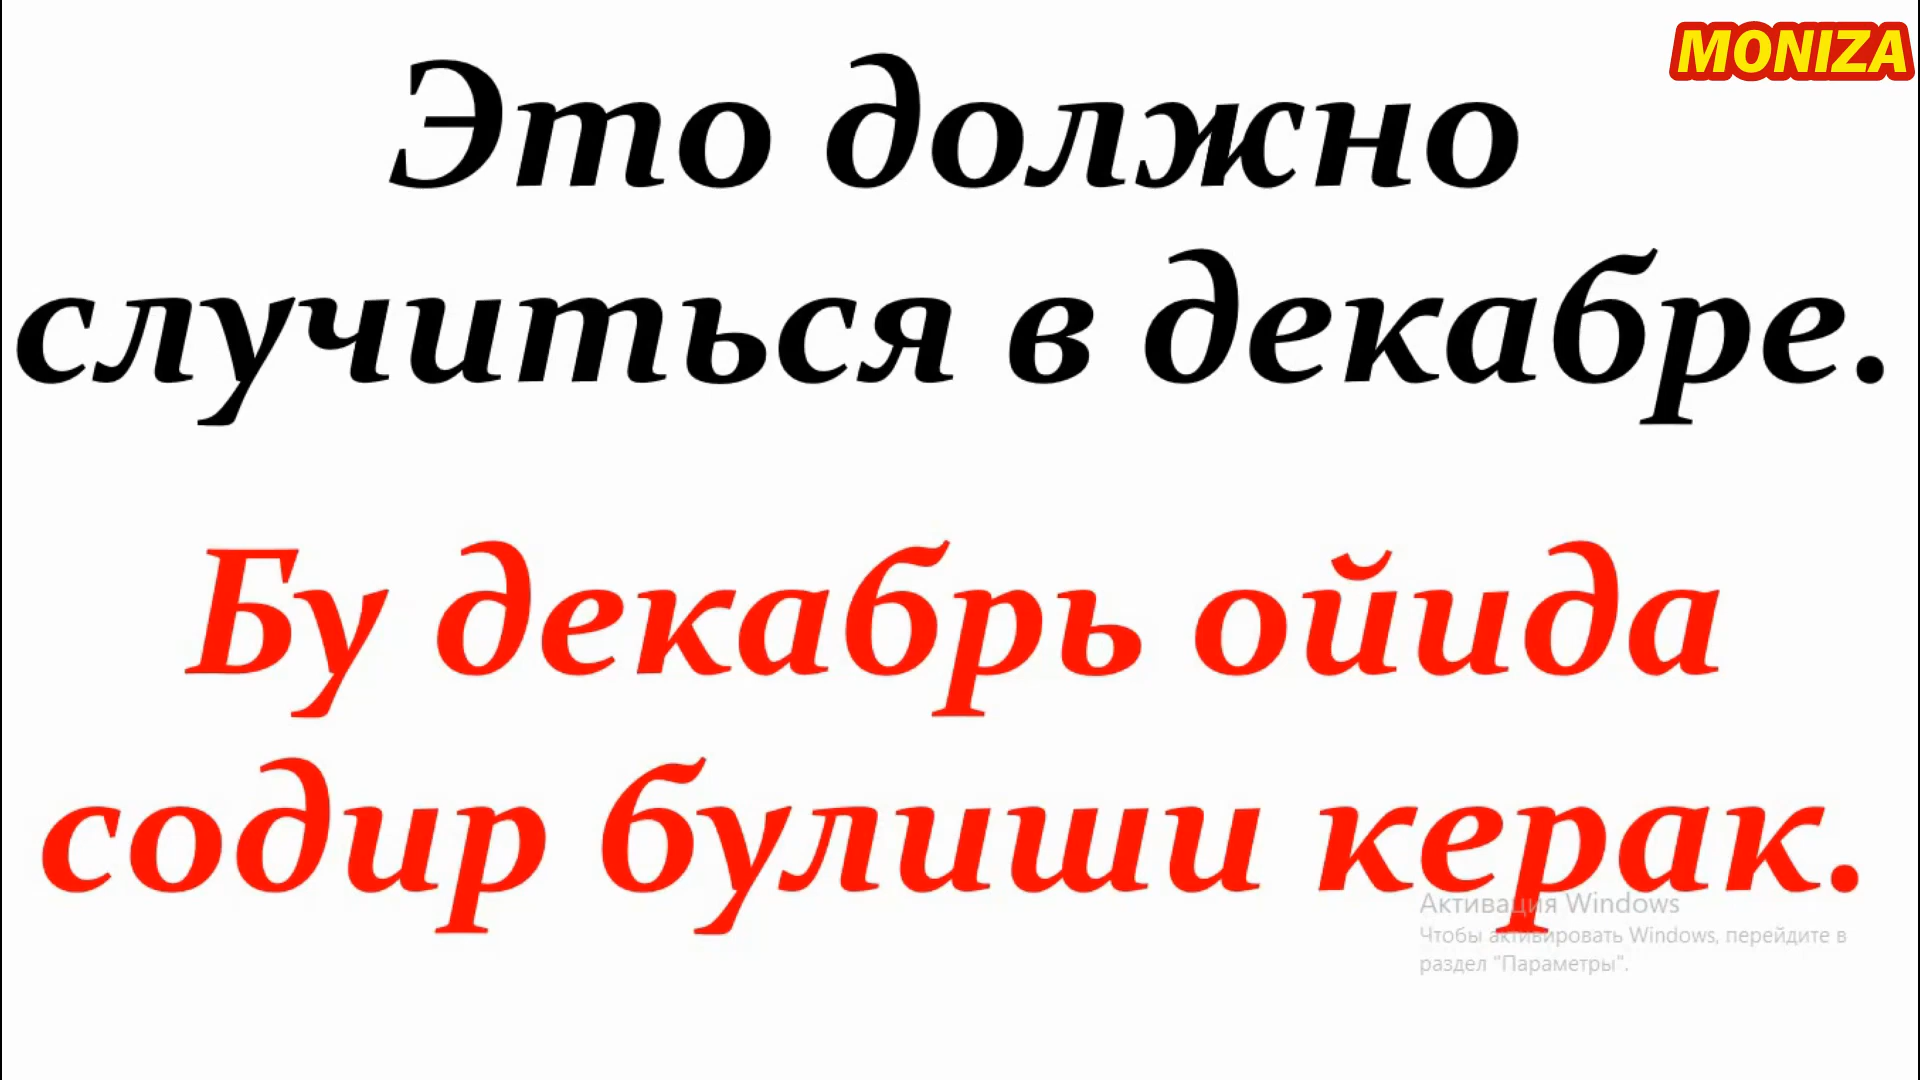 MONIZA
Это должно
случиться в декабре.
Бу декабрь ойида
содир булиши керак.
Активация Windows
Чтобы активировать Windows, перейдите в
раздел "Параметры".